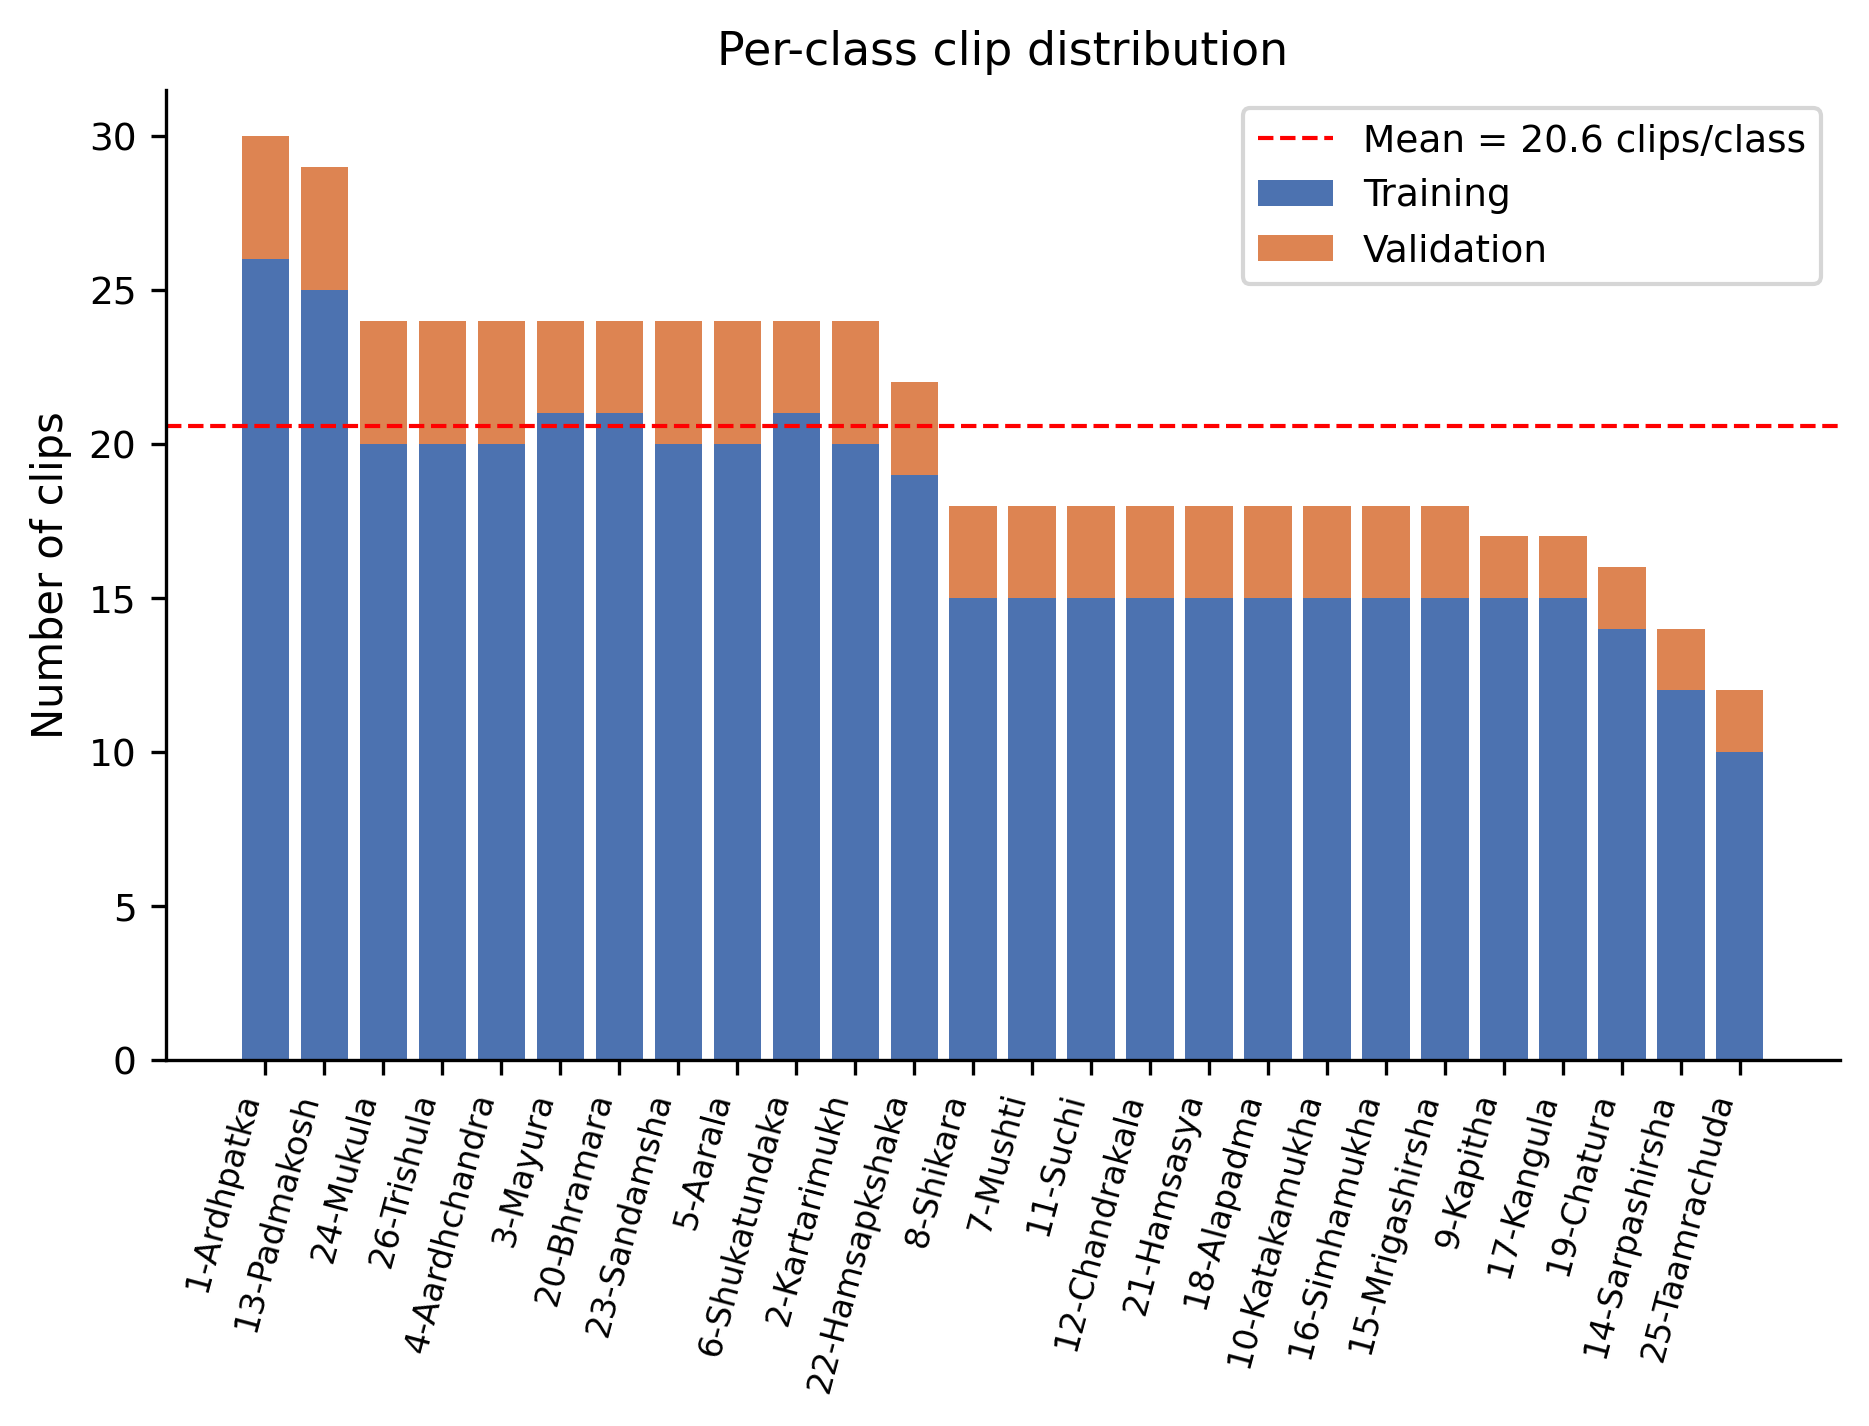 Per-class clip distribution
Mean = 20.6 clips/class
Training
Validation
Number of clips
30
25
20
15
10
5
0
1-Ardhpatka
13-Padmakosh
24-Mukula
26-Trishula
4-Aardhchandra
3-Mayura
20-Bhramara
23-Sandamsha
5-Aarala
6-Shukatundaka
2-Kartarimukh
22-Hamsapkshaka
8-Shikara
7-Mushti
11-Suchi
12-Chandrakala
21-Hamsasya
18-Alapadma
10-Katakamukha
16-Simhamukha
15-Mrigashirsha
9-Kapitha
17-Kangula
19-Chatura
14-Sarpashirsha
25-Taamrachuda